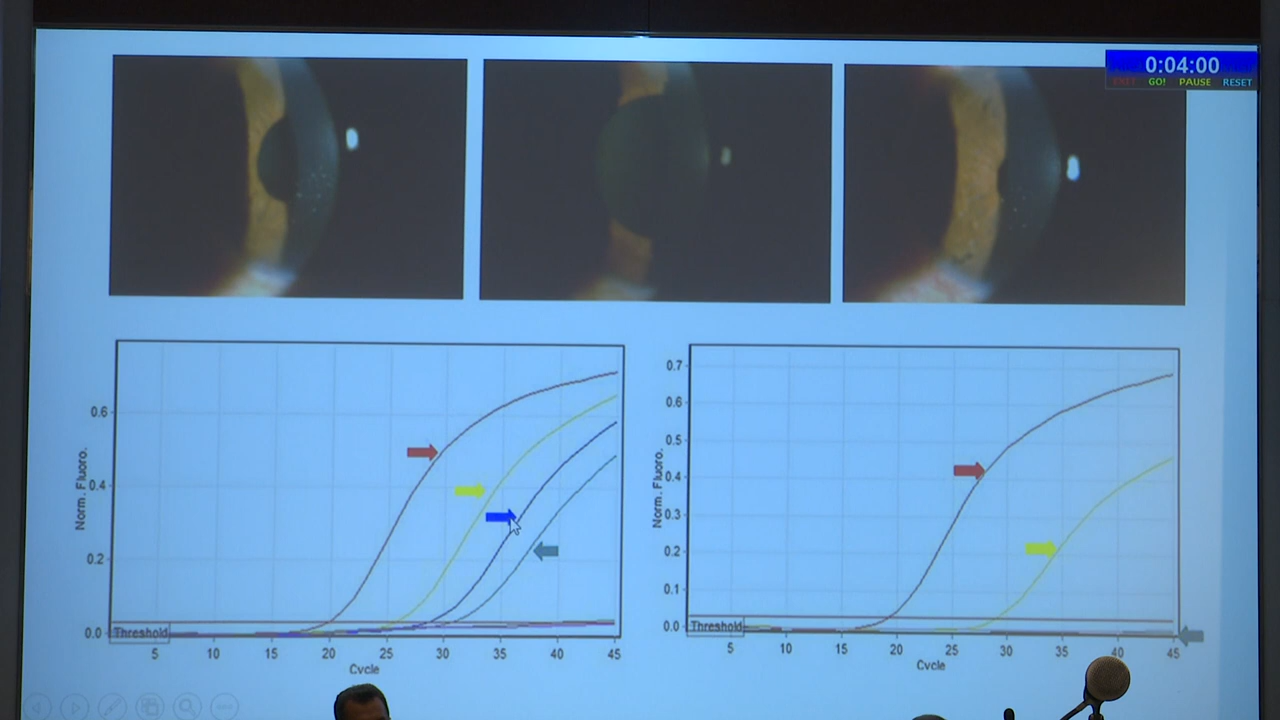 0:04:00
EXIT GO! PAUSE RESET
Norm. Fluoro.
0.6
0.4
0.2
0.0
Threshold
5 10 15 20 25 30 35 40 45
Cycle
Norm. Fluoro.
0.7
0.6
0.5
0.4
0.3
0.2
0.1
0.0
Threshold
5 10 15 20 25 30 35 40 45
Cycle